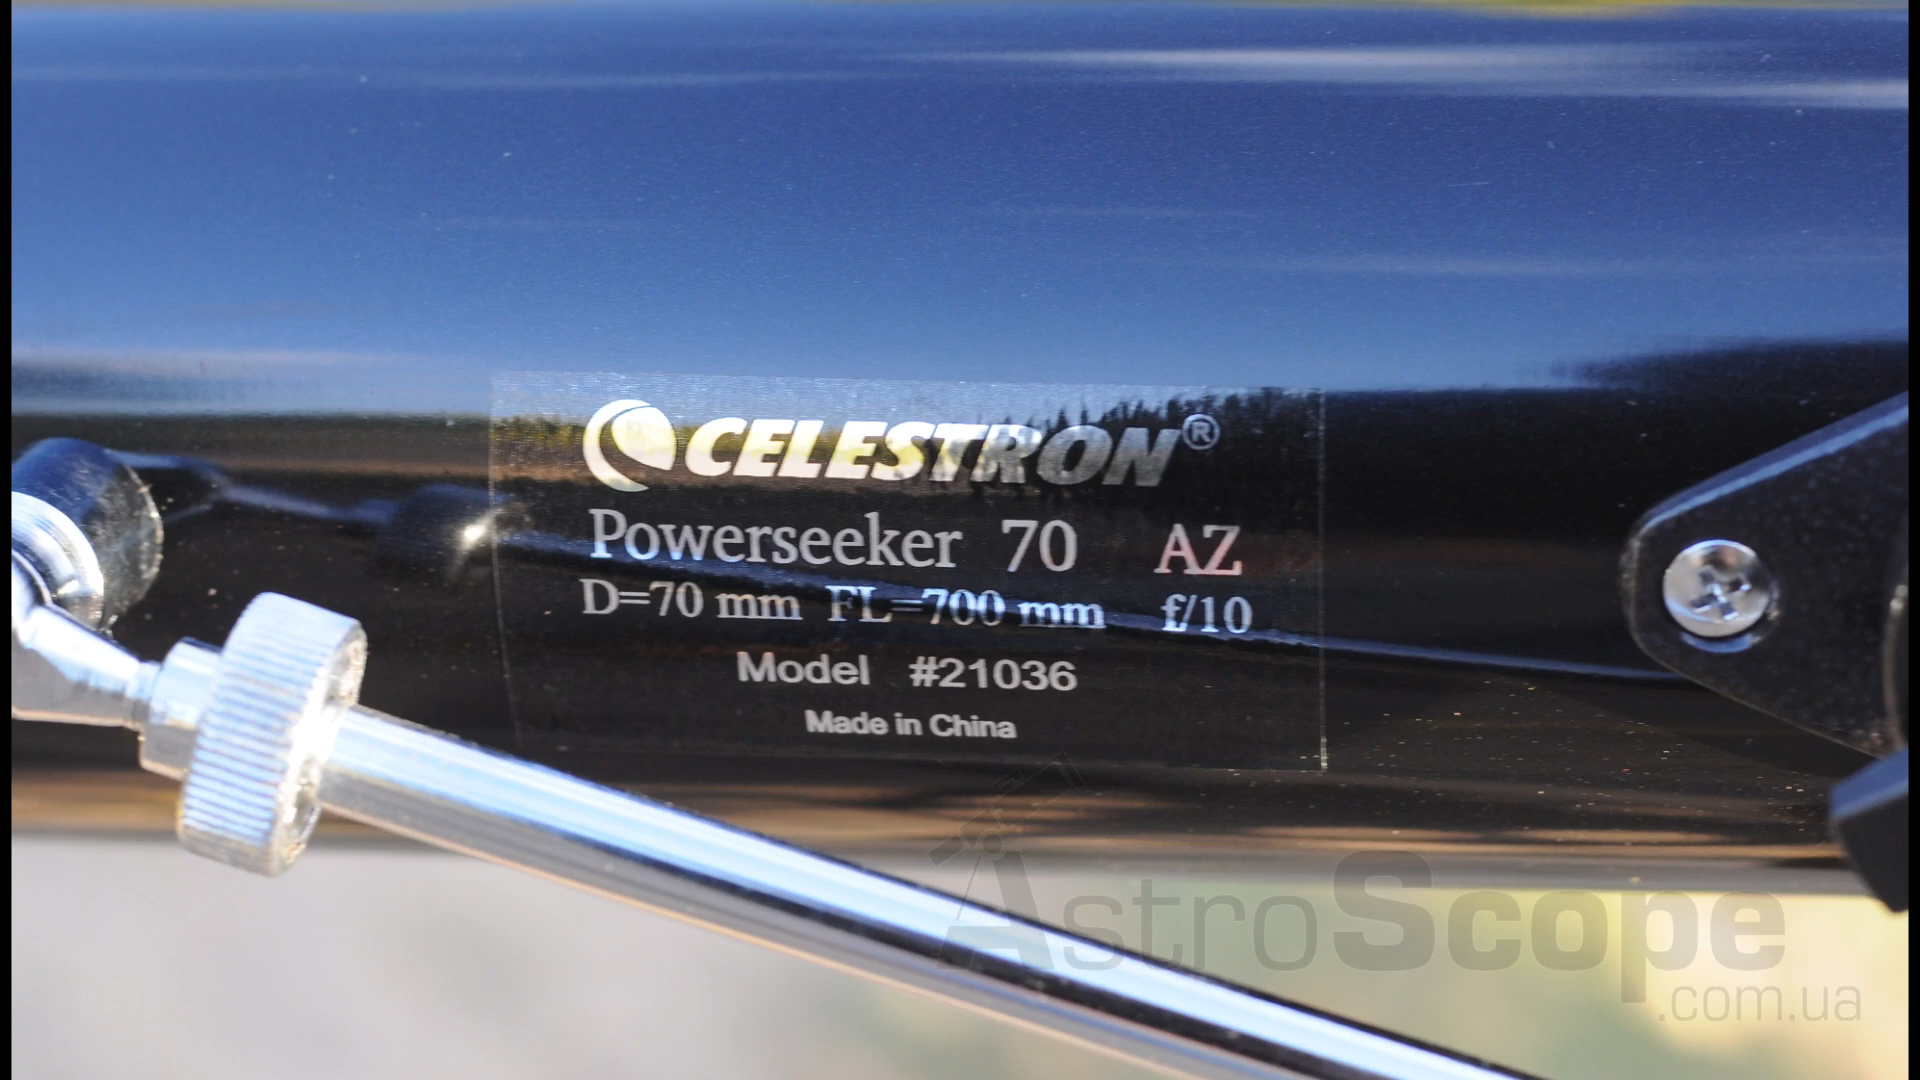 CELESTRON®
Powerseeker 70 AZ
D=70 mm FL=700 mm f/10
Model #21036
Made in China
AstroScope
.com.ua